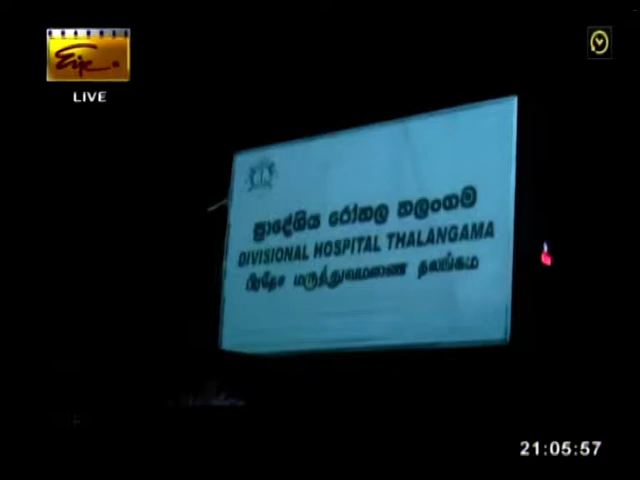 Eye
LIVE
ප්‍රාදේශීය රෝහල තලංගම
DIVISIONAL HOSPITAL THALANGAMA
பிரதேச மருத்துவமனை தலங்கம
21:05:57